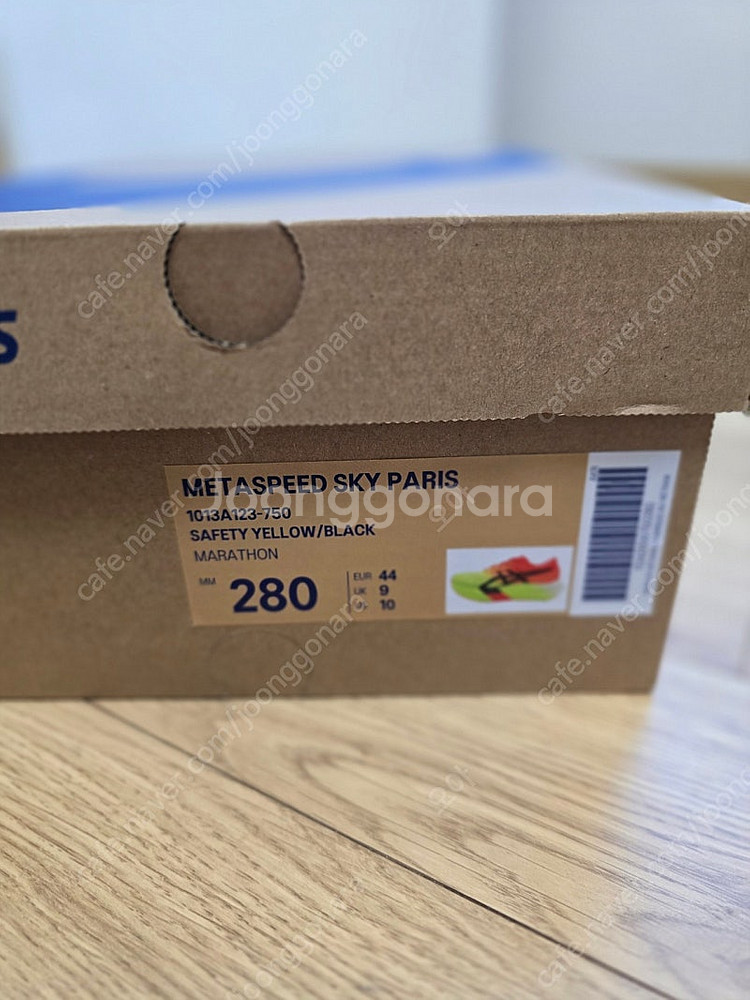 S
METASPEED SKY PARIS
1013A123-750
SAFETY YELLOW/BLACK
MARATHON
MM 280
EUR 44
UK 9
10
Joonggonara
cafe.naver.com/joonggonara